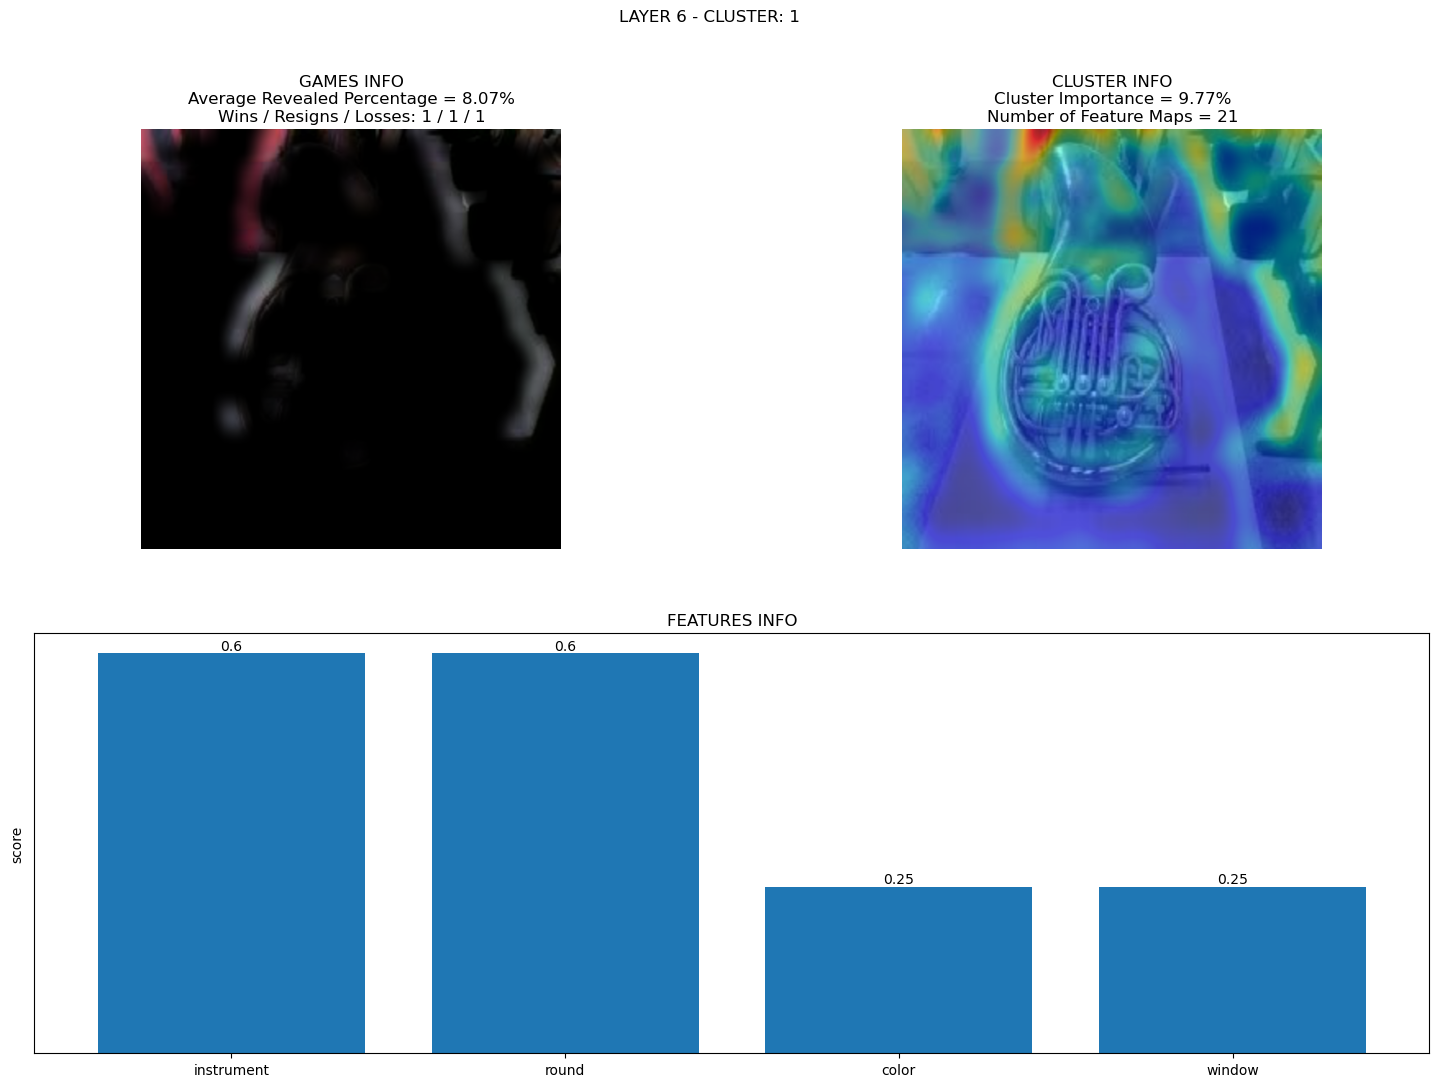 LAYER 6 - CLUSTER: 1
GAMES INFO
Average Revealed Percentage = 8.07%
Wins / Resigns / Losses: 1 / 1 / 1
CLUSTER INFO
Cluster Importance = 9.77%
Number of Feature Maps = 21
FEATURES INFO
score
0.6
0.6
0.25
0.25
instrument
round
color
window